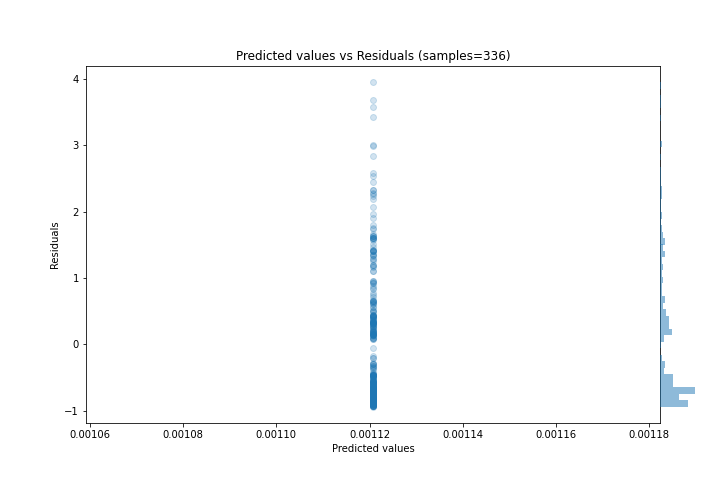 Predicted values vs Residuals (samples=336)
Residuals
4
3
2
1
0
−1
0.00106 0.00108 0.00110 0.00112 0.00114 0.00116 0.00118
Predicted values